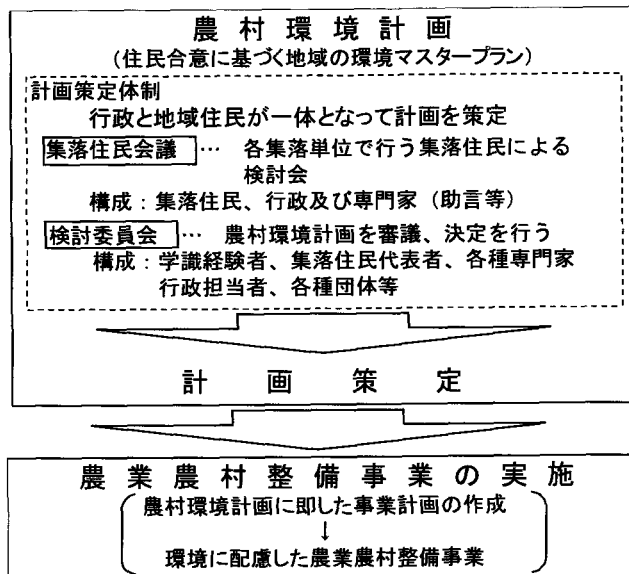 農村環境計画
(住民合意に基づく地域の環境マスタープラン)
計画策定体制
行政と地域住民が一体となって計画を策定
集落住民会議… 各集落単位で行う集落住民による
検討会
構成：集落住民、行政及び専門家（助言等）
検討委員会… 農村環境計画を審議、決定を行う
構成：学識経験者、集落住民代表者、各種専門家
行政担当者、各種団体等
計画策定
農業農村整備事業の実施
農村環境計画に即した事業計画の作成
↓
環境に配慮した農業農村整備事業